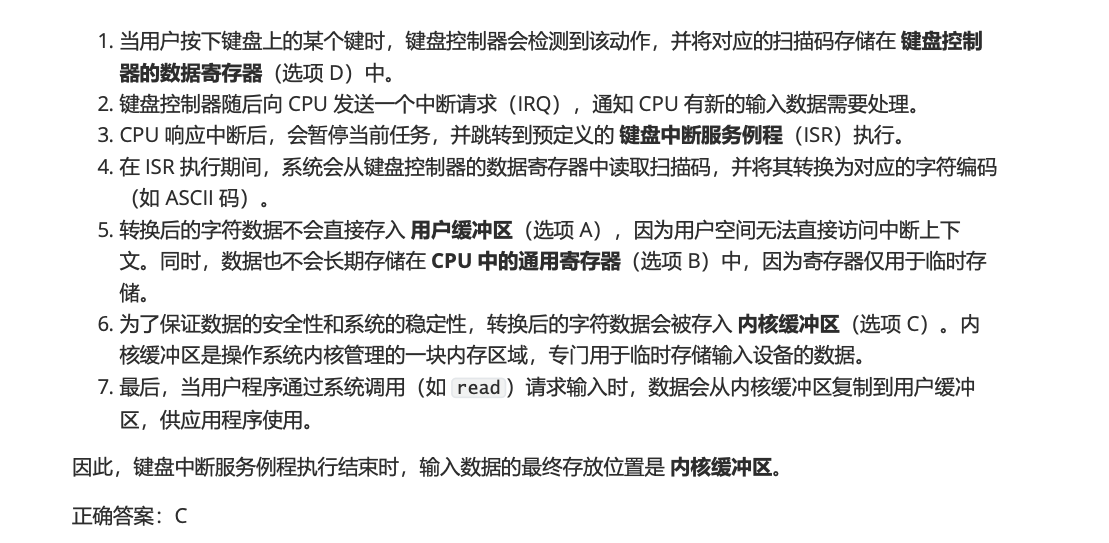 1. 当用户按下键盘上的某个键时，键盘控制器会检测到该动作，并将对应的扫描码存储在 键盘控制
器的数据寄存器（选项 D）中。
2. 键盘控制器随后向 CPU 发送一个中断请求（IRQ），通知 CPU 有新的输入数据需要处理。
3. CPU 响应中断后，会暂停当前任务，并跳转到预定义的 键盘中断服务例程（ISR）执行。
4. 在 ISR 执行期间，系统会从键盘控制器的数据寄存器中读取扫描码，并将其转换为对应的字符编码
（如 ASCII 码）。
5. 转换后的字符数据不会直接存入 用户缓冲区（选项 A），因为用户空间无法直接访问中断上下
文。同时，数据也不会长期存储在 CPU 中的通用寄存器（选项 B）中，因为寄存器仅用于临时存
储。
6. 为了保证数据的安全性和系统的稳定性，转换后的字符数据会被存入 内核缓冲区（选项 C）。内
核缓冲区是操作系统内核管理的一块内存区域，专门用于临时存储输入设备的数据。
7. 最后，当用户程序通过系统调用（如 read）请求输入时，数据会从内核缓冲区复制到用户缓冲
区，供应用程序使用。
因此，键盘中断服务例程执行结束时，输入数据的最终存放位置是 内核缓冲区。
正确答案：C